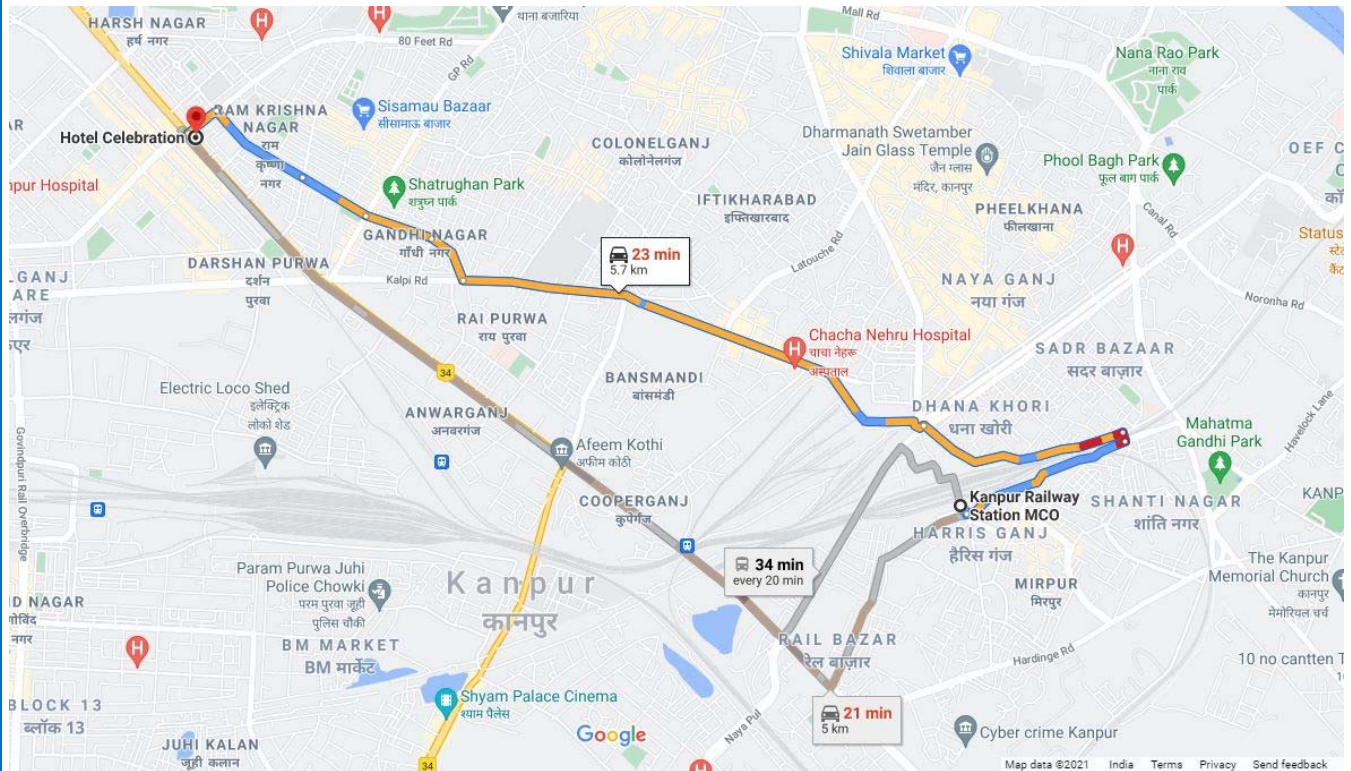 HARSH NAGAR
हर्ष नगर
थाना बजारिया
80 Feet Rd
GP Rd
Mall Rd
Shivala Market
शिवाला बाजार
Nana Rao Park
नाना राव
पार्क
RAM KRISHNA
NAGAR
राम
कृष्णा
नगर
Hotel Celebration
Sisamau Bazaar
सीसामाऊ बाजार
COLONELGANJ
कोलोनेलगंज
Dharmanath Swetamber
Jain Glass Temple
जैन ग्लास
मंदिर, कानपुर
Phool Bagh Park
फूल बाग पार्क
OEF C
npur Hospital
Shatrughan Park
शत्रुघ्न पार्क
IFTIKHARABAD
इफ्तिखारबाद
PHEELKHANA
फीलखाना
Canal Rd
Status
GANDHI NAGAR
गाँधी नगर
23 min
5.7 km
Latouche Rd
DARSHAN PURWA
दर्शन
पुरवा
Kalpi Rd
NAYA GANJ
नया गंज
Noronha Rd
LGANJ
ARE
लगंज
RAI PURWA
राय पुरवा
Chacha Nehru Hospital
चाचा नेहरू
अस्पताल
SADR BAZAAR
सदर बाज़ार
34
Electric Loco Shed
इलेक्ट्रिक
लोको शेड
BANSMANDI
बांसमंडी
ANWARGANJ
अनवरगंज
DHANA KHORI
धना खोरी
Mahatma
Gandhi Park
Havelock Lane
Govindpuri Rail Overbridge
Afeem Kothi
अफीम कोठी
COOPERGANJ
कुपेर्गंज
Kanpur Railway
Station MCO
SHANTI NAGAR
शांति नगर
KANP
HARRIS GANJ
हैरिस गंज
34 min
every 20 min
Param Purwa Juhi
Police Chowki
परम पुरवा जूही
पुलिस चौकी
Kanpur
कानपुर
MIRPUR
मिरपुर
The Kanpur
Memorial Church
कानपुर
मेमोरियल चर्च
D NAGAR
गोविंद
नगर
BM MARKET
BM मार्केट
RAIL BAZAR
रेल बाज़ार
Hardinge Rd
10 no cantten T
BLOCK 13
ब्लॉक 13
Shyam Palace Cinema
श्याम पैलेस
21 min
5 km
Naya Pul
Cyber crime Kanpur
JUHI KALAN
जूही कलान
Google
34
Map data ©2021 India Terms Privacy Send feedback